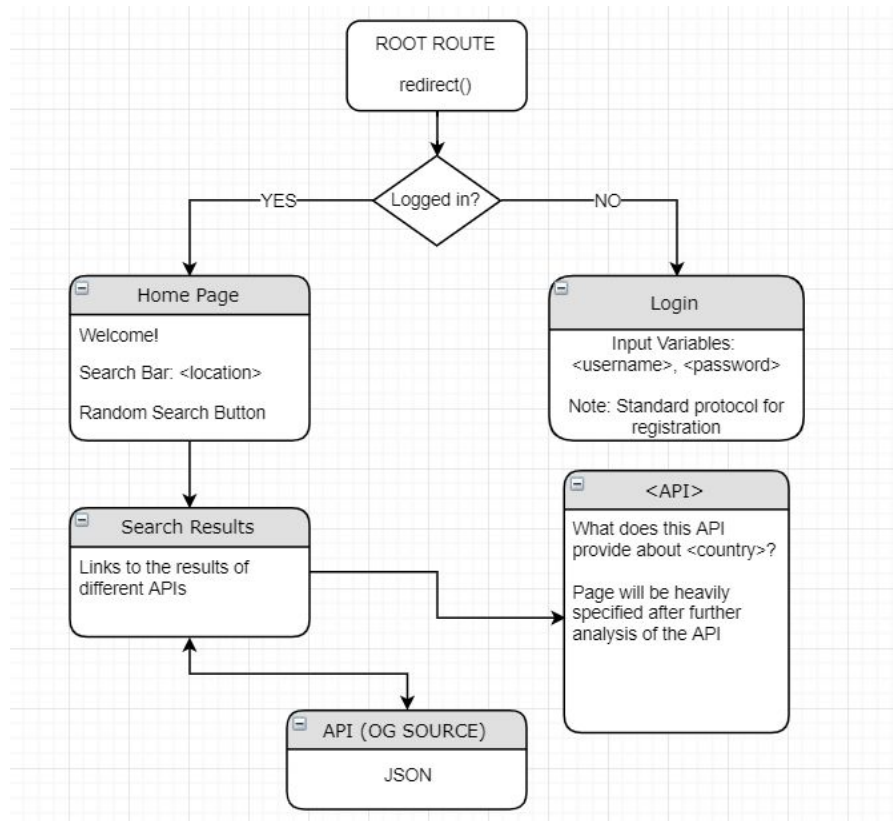 ROOT ROUTE
redirect()
Logged in?
YES
NO
Home Page
Welcome!
Search Bar: <location>
Random Search Button
Login
Input Variables:
<username>, <password>
Note: Standard protocol for
registration
Search Results
Links to the results of
different APIs
<API>
What does this API
provide about <country>?
Page will be heavily
specified after further
analysis of the API
API (OG SOURCE)
JSON